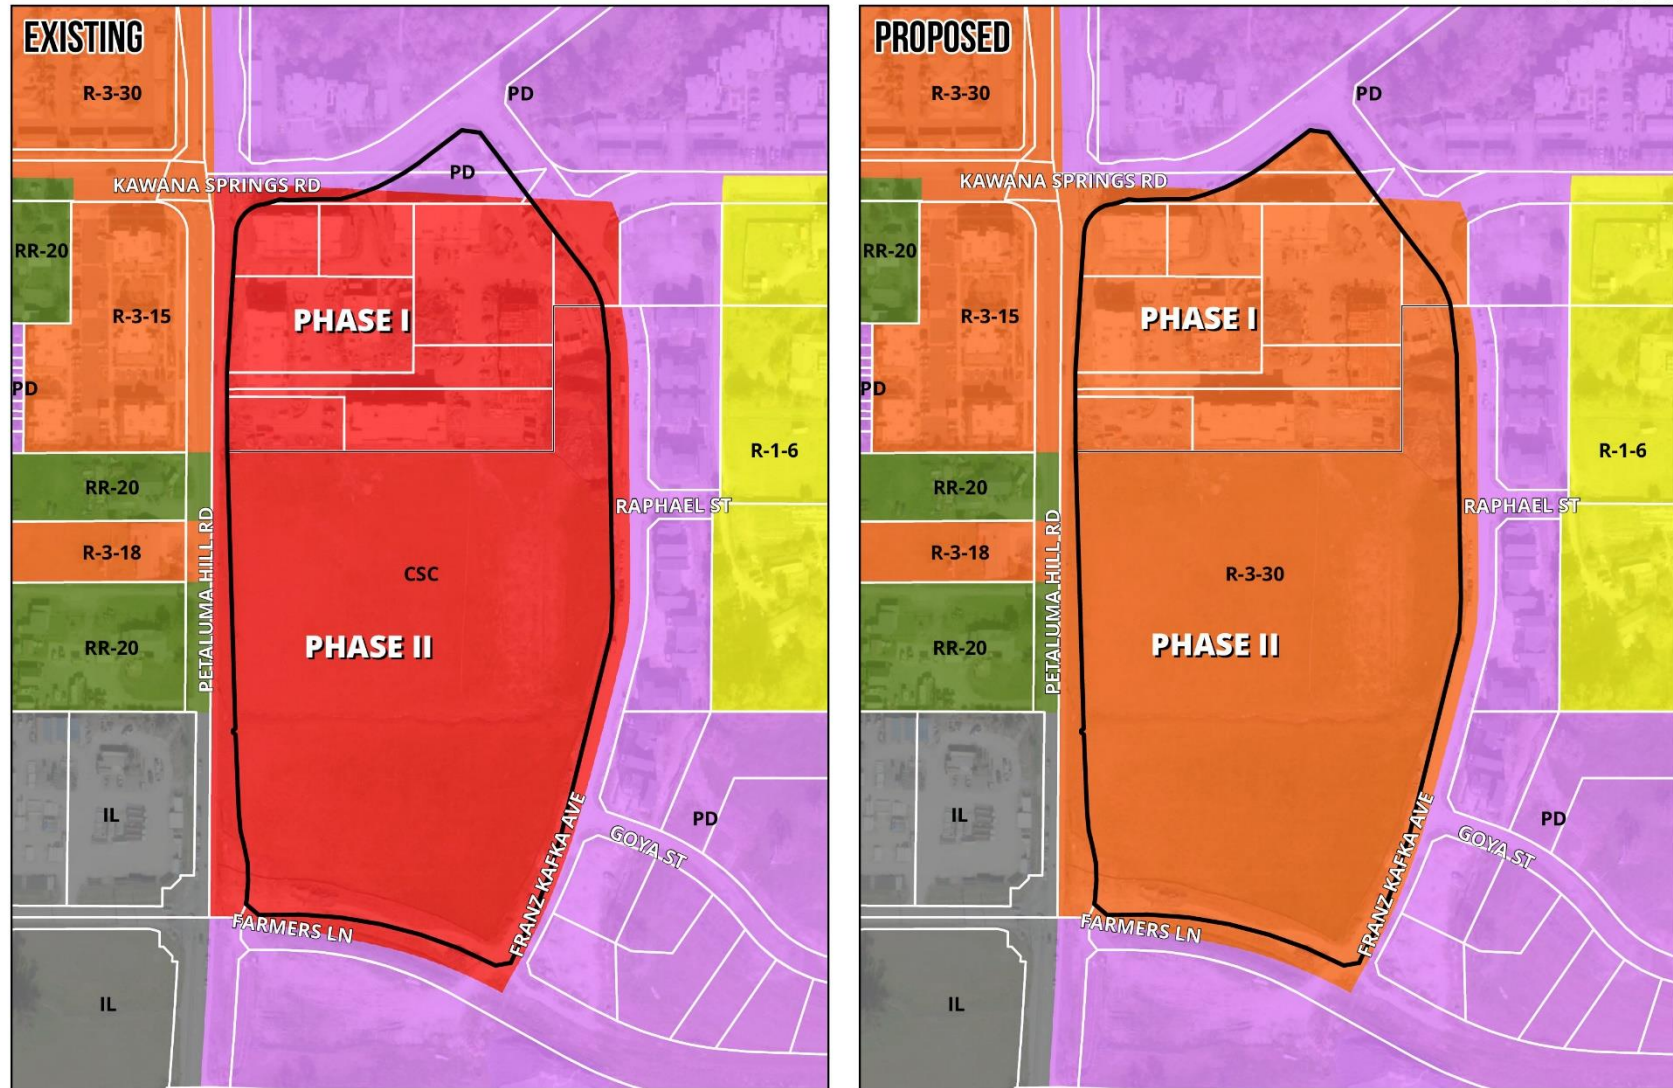 EXISTING
R-3-30
PD
PD
KAWANA SPRINGS RD
RR-20
R-3-15
PHASE I
PD
R-1-6
RR-20
RAPHAEL ST
R-3-18
CSC
PETALUMA HILL RD
RR-20
PHASE II
IL
PD
FRANZ KAFKA AVE
GOYA ST
FARMERS LN
IL
PROPOSED
R-3-30
PD
KAWANA SPRINGS RD
RR-20
R-3-15
PHASE I
PD
R-1-6
RR-20
RAPHAEL ST
R-3-18
R-3-30
PETALUMA HILL RD
RR-20
PHASE II
IL
PD
FRANZ KAFKA AVE
GOYA ST
FARMERS LN
IL